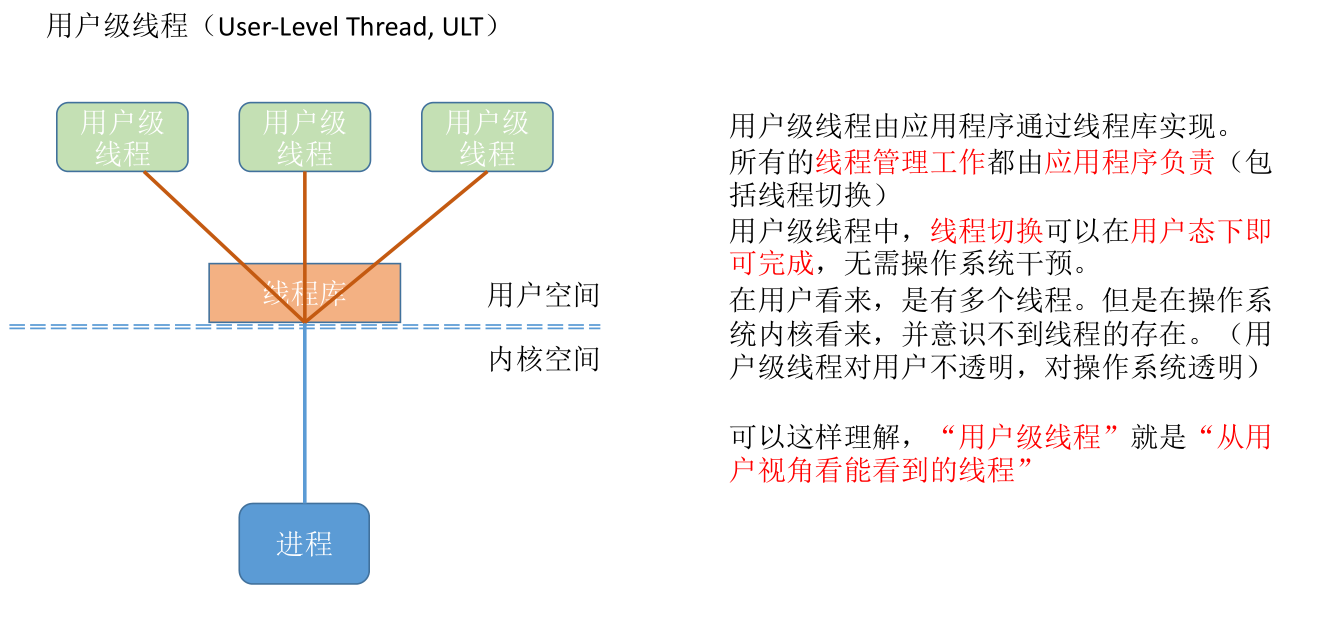 用户级线程（User-Level Thread, ULT）
用户级
线程
用户级
线程
用户级
线程
线程库
用户空间
内核空间
进程
用户级线程由应用程序通过线程库实现。
所有的线程管理工作都由应用程序负责（包
括线程切换）
用户级线程中，线程切换可以在用户态下即
可完成，无需操作系统干预。
在用户看来，是有多个线程。但是在操作系
统内核看来，并意识不到线程的存在。（用
户级线程对用户不透明，对操作系统透明）
可以这样理解，“用户级线程”就是“从用
户视角看能看到的线程”